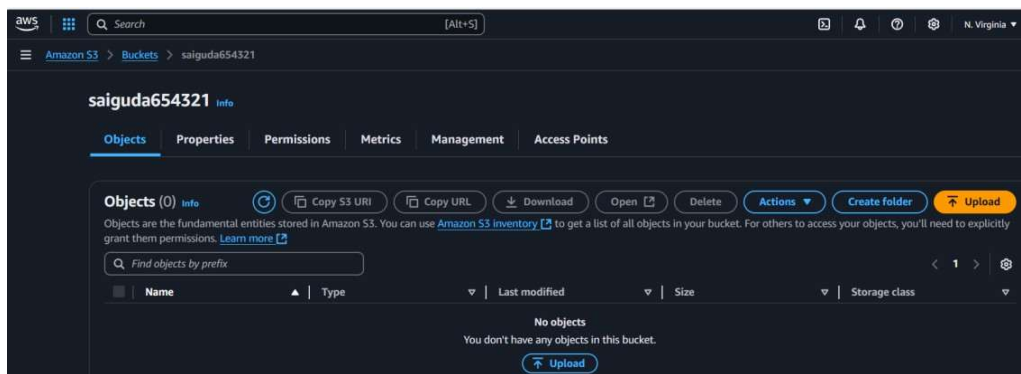 aws Search [Alt+S] N. Virginia
Amazon S3 > Buckets > saiguda654321
saiguda654321 Info
Objects Properties Permissions Metrics Management Access Points
Objects (0) Info Copy S3 URI Copy URL Download Open Delete Actions Create folder Upload
Objects are the fundamental entities stored in Amazon S3. You can use Amazon S3 inventory to get a list of all objects in your bucket. For others to access your objects, you'll need to explicitly
grant them permissions. Learn more
Find objects by prefix < 1 >
Name Type Last modified Size Storage class
No objects
You don't have any objects in this bucket.
Upload